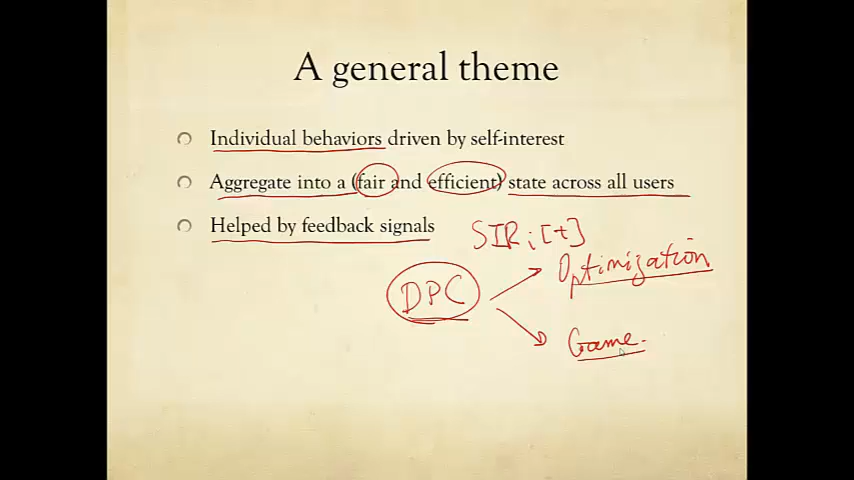 A general theme
Individual behaviors driven by self-interest
Aggregate into a (fair and efficient) state across all users
Helped by feedback signals
SIR i [t]
Optimization
DPC
Game.